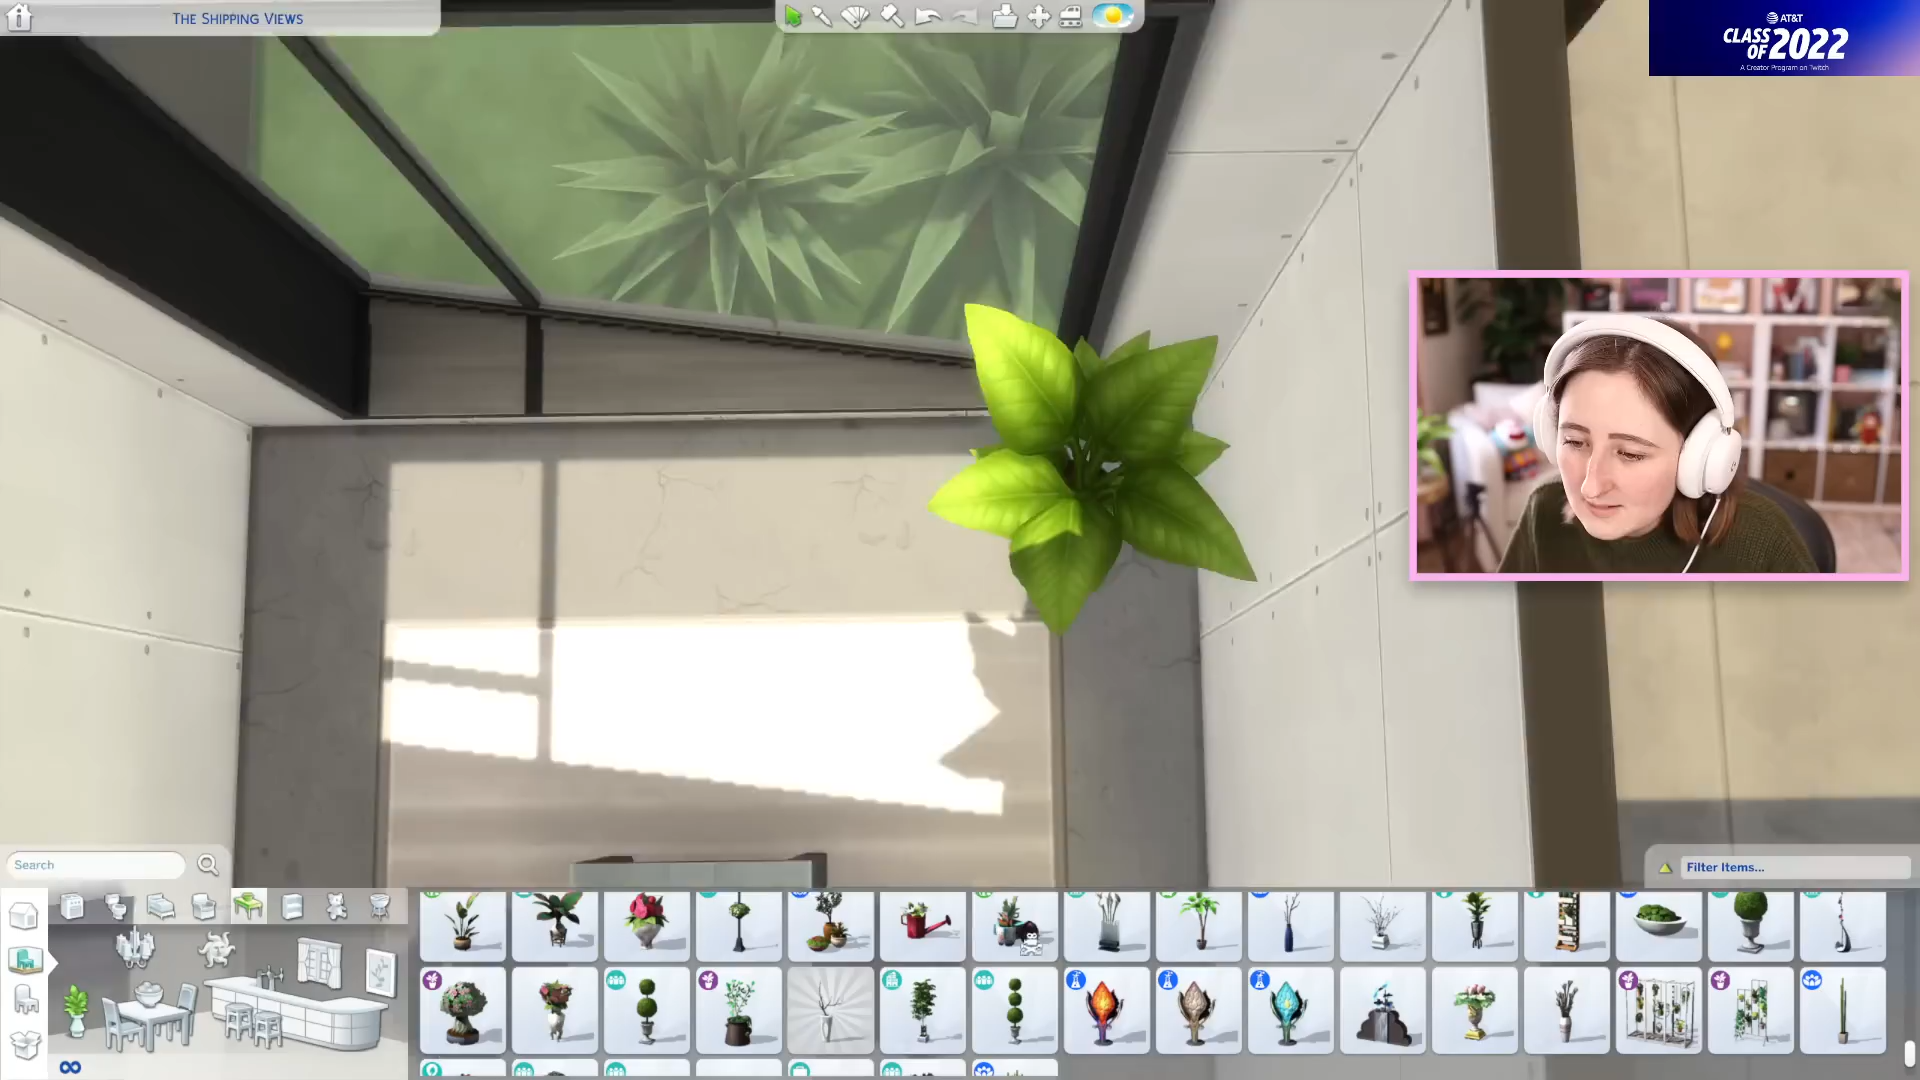 The Shipping Views
AT&T
CLASS
OF 2022
A Creator Program on Twitch
Search
Filter Items...